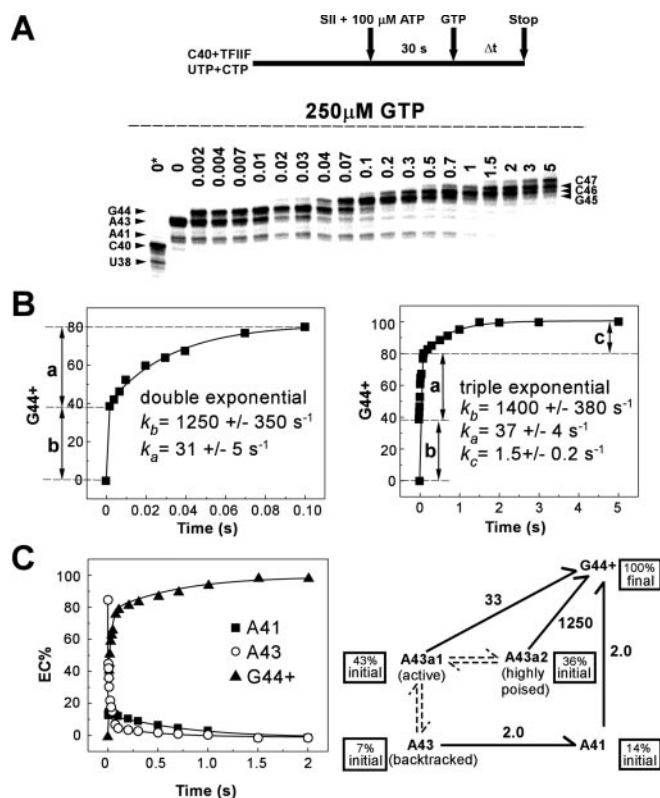 A
SII + 100 μM ATP GTP Stop
C40+TFIIF
UTP+CTP
30 s Δt
250μM GTP
0* 0 0.002 0.004 0.007 0.01 0.02 0.03 0.04 0.07 0.1 0.2 0.3 0.5 0.7 1 1.5 2 3 5
G44
A43
A41
C40
U38
C47
C46
G45
B
G44+
80
60
40
20
0
a
b
double exponential
k_b = 1250 +/- 350 s⁻¹
k_a = 31 +/- 5 s⁻¹
0 0.02 0.04 0.06 0.08 0.10
Time (s)
G44+
100
80
60
40
20
0
c
a
b
triple exponential
k_b = 1400 +/- 380 s⁻¹
k_a = 37 +/- 4 s⁻¹
k_c = 1.5+/- 0.2 s⁻¹
0 1 2 3 4 5
Time (s)
C
EC%
100
80
60
40
20
0
A41
A43
G44+
0 0.5 1.0 1.5 2
Time (s)
G44+
100%
final
33
1250
2.0
43%
initial
A43a1
(active)
A43a2
(highly
poised)
36%
initial
7%
initial
A43
(backtracked)
2.0
A41
14%
initial